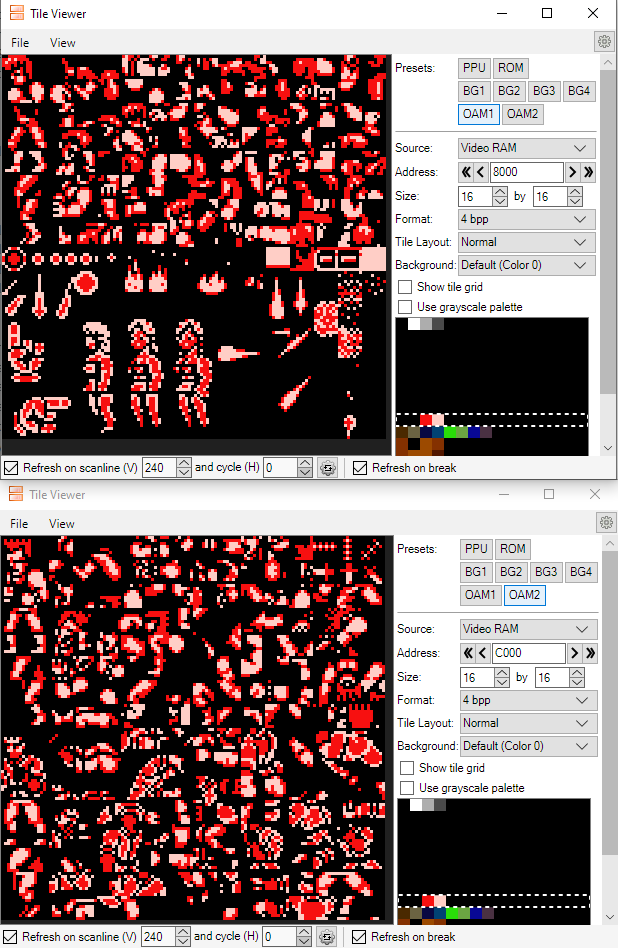 Tile Viewer
File View
Presets: PPU ROM
BG1 BG2 BG3 BG4
OAM1 OAM2
Source: Video RAM
Address: 8000
Size: 16 by 16
Format: 4 bpp
Tile Layout: Normal
Background: Default (Color 0)
Show tile grid
Use grayscale palette
Refresh on scanline (V) 240 and cycle (H) 0 Refresh on break
Tile Viewer
File View
Presets: PPU ROM
BG1 BG2 BG3 BG4
OAM1 OAM2
Source: Video RAM
Address: C000
Size: 16 by 16
Format: 4 bpp
Tile Layout: Normal
Background: Default (Color 0)
Show tile grid
Use grayscale palette
Refresh on scanline (V) 240 and cycle (H) 0 Refresh on break